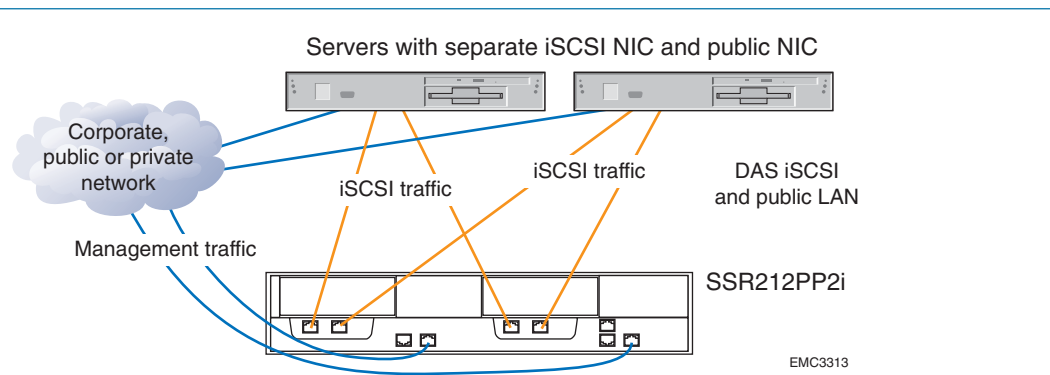 Servers with separate iSCSI NIC and public NIC
Corporate,
public or private
network
iSCSI traffic
iSCSI traffic
DAS iSCSI
and public LAN
Management traffic
SSR212PP2i
EMC3313